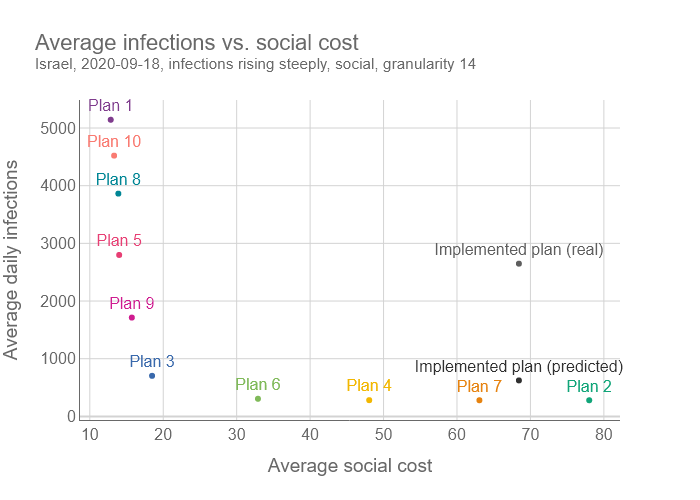 Average infections vs. social cost
Israel, 2020-09-18, infections rising steeply, social, granularity 14
Average daily infections
5000
4000
3000
2000
1000
0
Plan 1
Plan 10
Plan 8
Plan 5
Implemented plan (real)
Plan 9
Plan 3
Implemented plan (predicted)
Plan 6
Plan 4
Plan 7
Plan 2
10 20 30 40 50 60 70 80
Average social cost